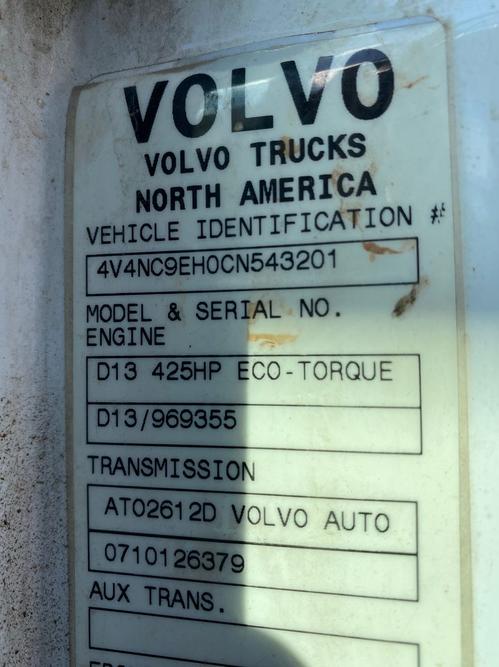 VOLVO
VOLVO TRUCKS
NORTH AMERICA
VEHICLE IDENTIFICATION #
4V4NC9EH0CN543201
MODEL & SERIAL NO.
ENGINE
D13 425HP ECO-TORQUE
D13/969355
TRANSMISSION
ATO2612D VOLVO AUTO
0710126379
AUX TRANS.